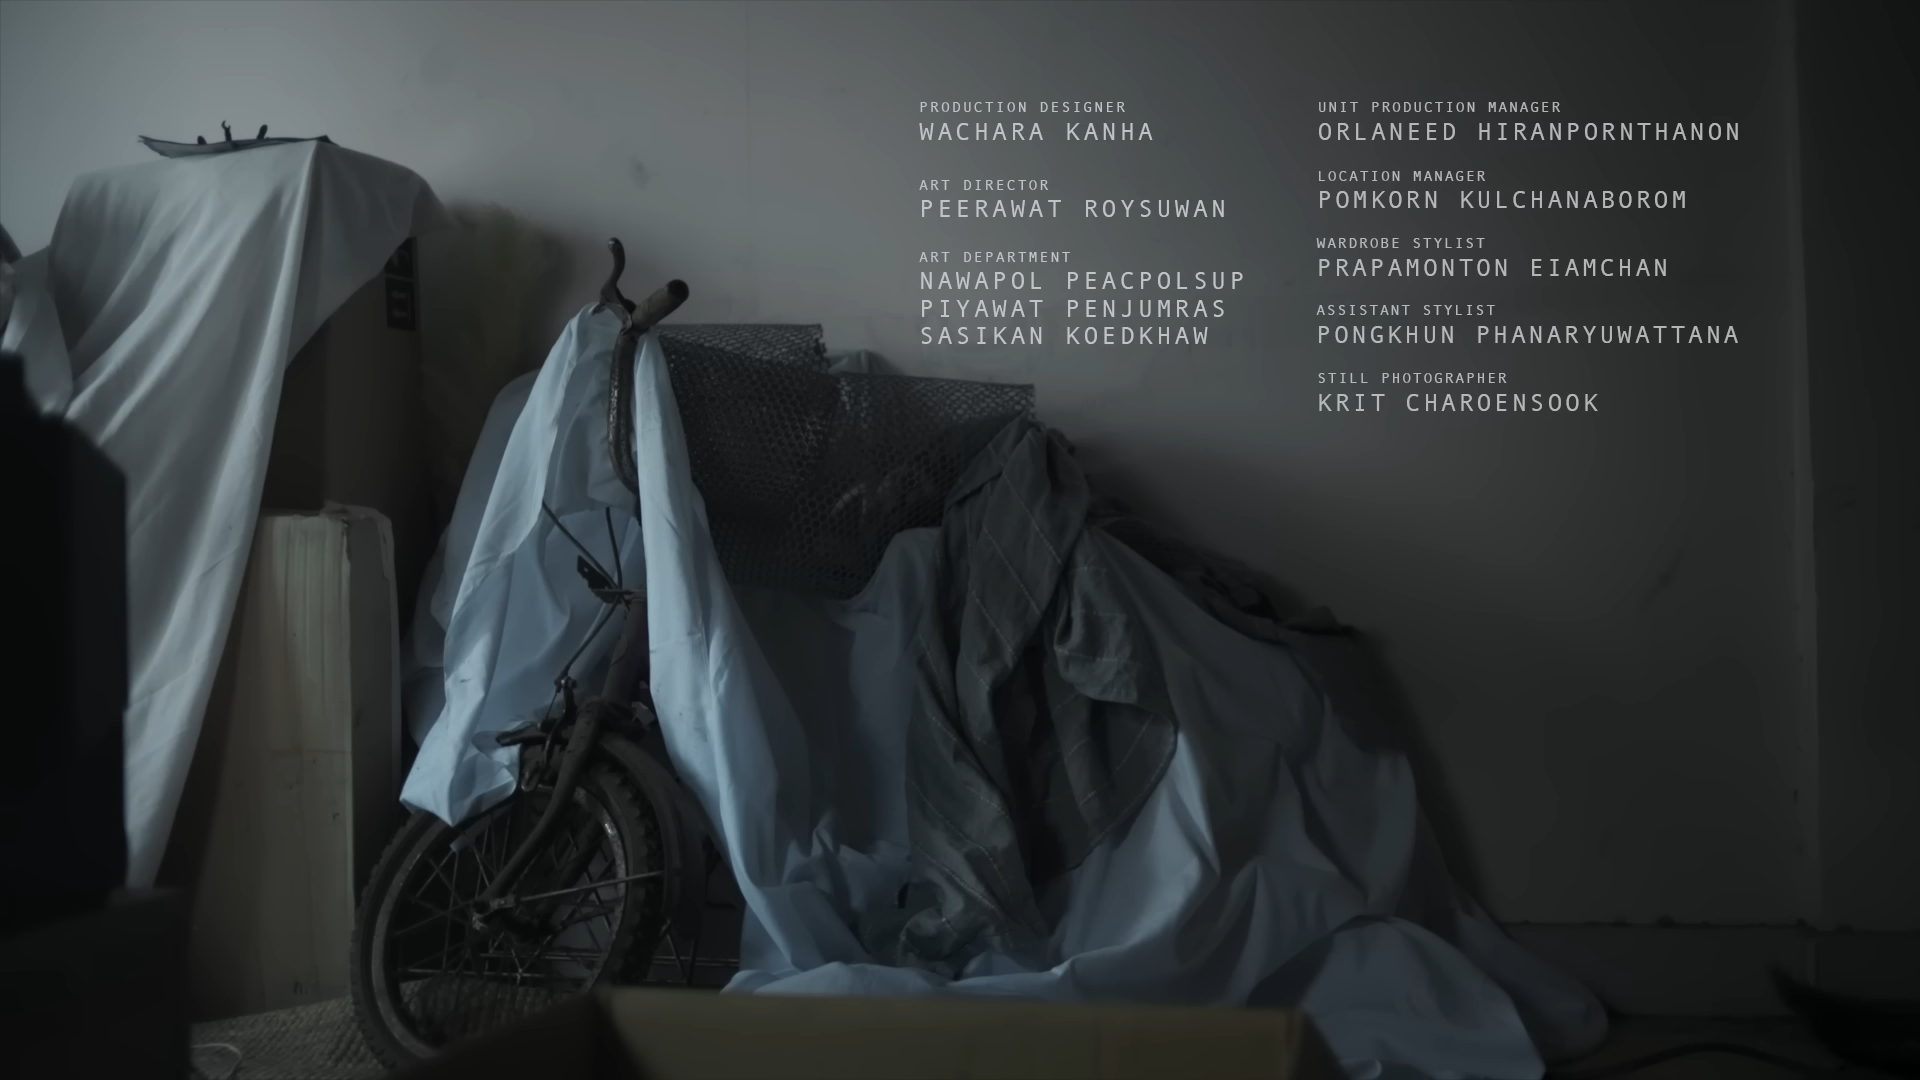 PRODUCTION DESIGNER
WACHARA KANHA
ART DIRECTOR
PEERAWAT ROYSUWAN
ART DEPARTMENT
NAWAPOL PEACPOLSUP
PIYAWAT PENJUMRAS
SASIKAN KOEDKHAW
UNIT PRODUCTION MANAGER
ORLANEED HIRANPORNTHANON
LOCATION MANAGER
POMKORN KULCHANABOROM
WARDROBE STYLIST
PRAPAMONTON EIAMCHAN
ASSISTANT STYLIST
PONGKHUN PHANARYUWATTANA
STILL PHOTOGRAPHER
KRIT CHAROENSOOK